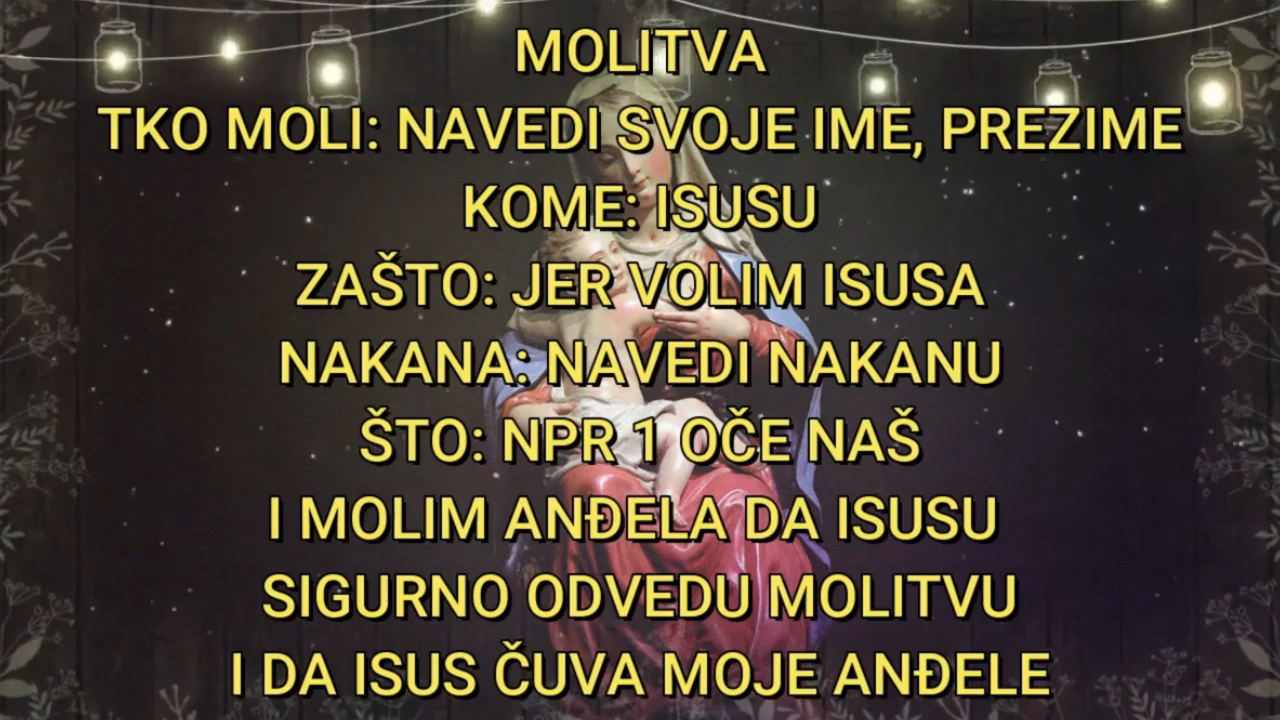 MOLITVA
TKO MOLI: NAVEDI SVOJE IME, PREZIME
KOME: ISUSU
ZAŠTO: JER VOLIM ISUSA
NAKANA: NAVEDI NAKANU
ŠTO: NPR 1 OČE NAŠ
I MOLIM ANĐELA DA ISUSU
SIGURNO ODVEDU MOLITVU
I DA ISUS ČUVA MOJE ANĐELE